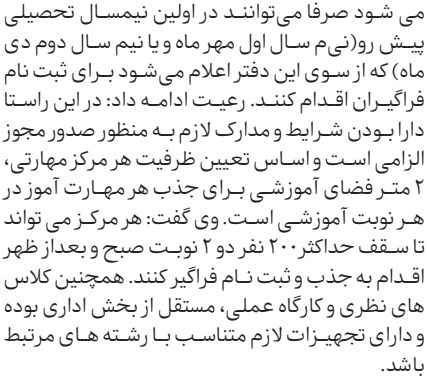 می شود صرفا می‌توانند در اولین نیمسال تحصیلی
پیش رو(نی‌م سال اول مهر ماه و یا نیم سال دوم دی
ماه) که از سوی این دفتر اعلام می‌شود برای ثبت نام
فراگیران اقدام کنند. رعیت ادامه داد: در این راستا
دارا بودن شرایط و مدارک لازم به منظور صدور مجوز
الزامی است و اساس تعیین ظرفیت هر مرکز مهارتی،
۲ متر فضای آموزشی برای جذب هر مهارت آموز در
هر نوبت آموزشی است. وی گفت: هر مرکز می تواند
تا سقف حداکثر۲۰۰ نفر دو ۲ نوبت صبح و بعداز ظهر
اقدام به جذب و ثبت نام فراگیر کنند. همچنین کلاس
های نظری و کارگاه عملی، مستقل از بخش اداری بوده
و دارای تجهیزات لازم متناسب با رشته های مرتبط
باشد.